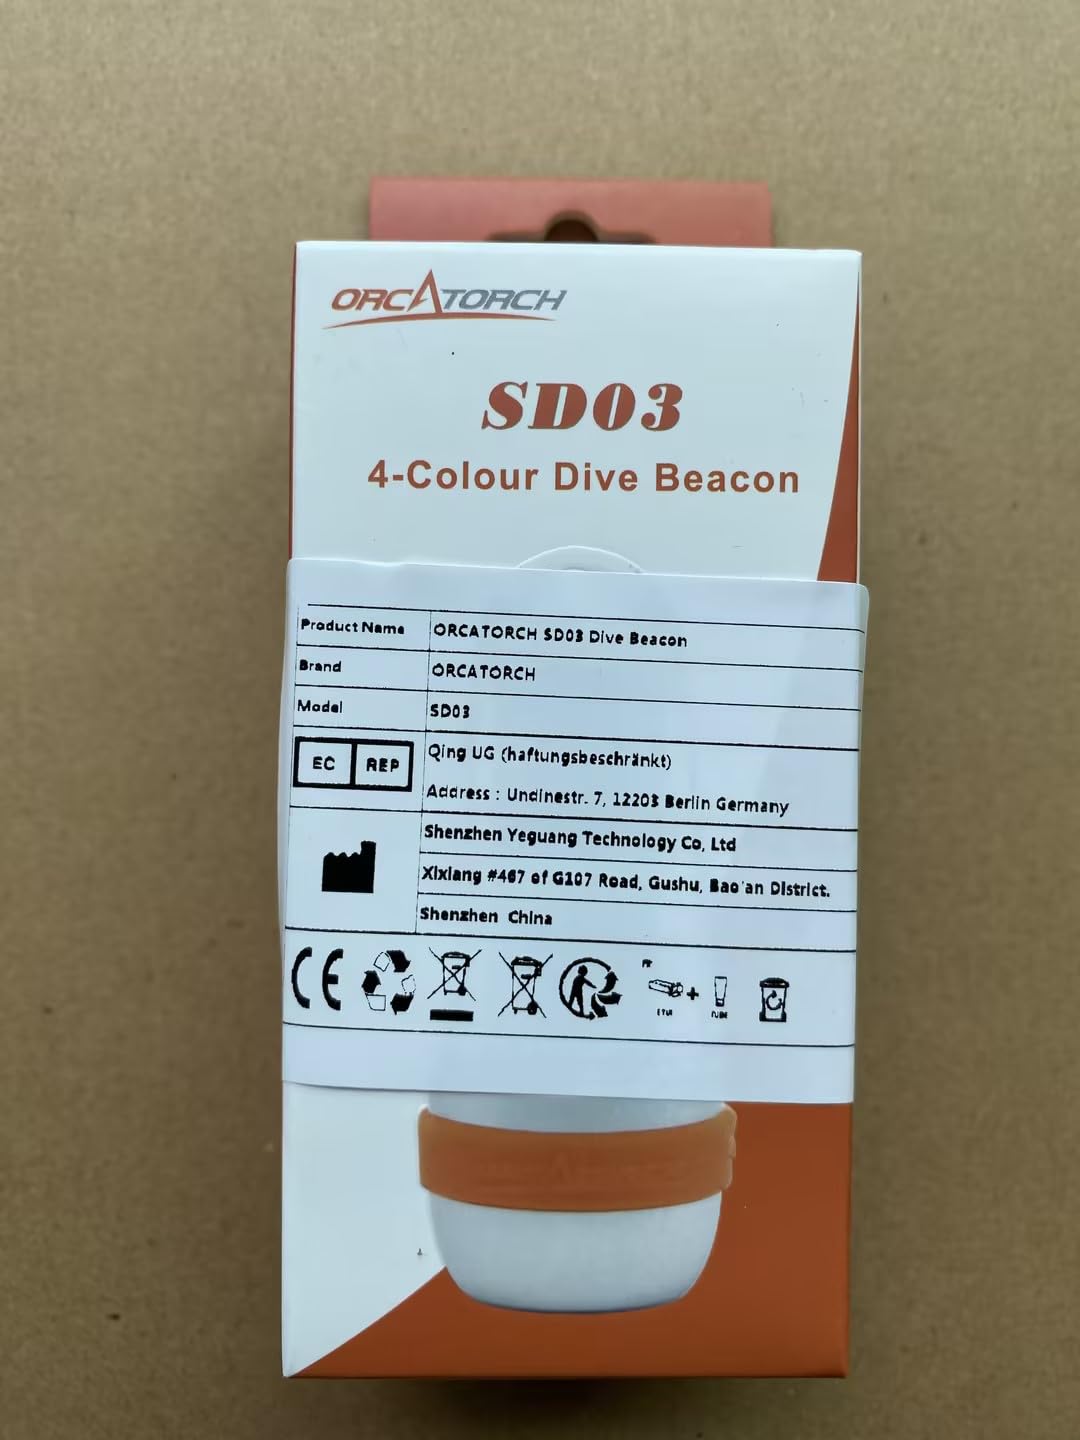 ORCATORCH
SD03
4-Colour Dive Beacon
Product Name ORCATORCH SD03 Dive Beacon
Brand ORCATORCH
Model SD03
EC REP Qing UG (haftungsbeschränkt)
Address : Undinestr. 7, 12203 Berlin Germany
Shenzhen Yeguang Technology Co, Ltd
Xixiang #467 of G107 Road, Gushu, Bao'an District.
Shenzhen China
CE
FR
+